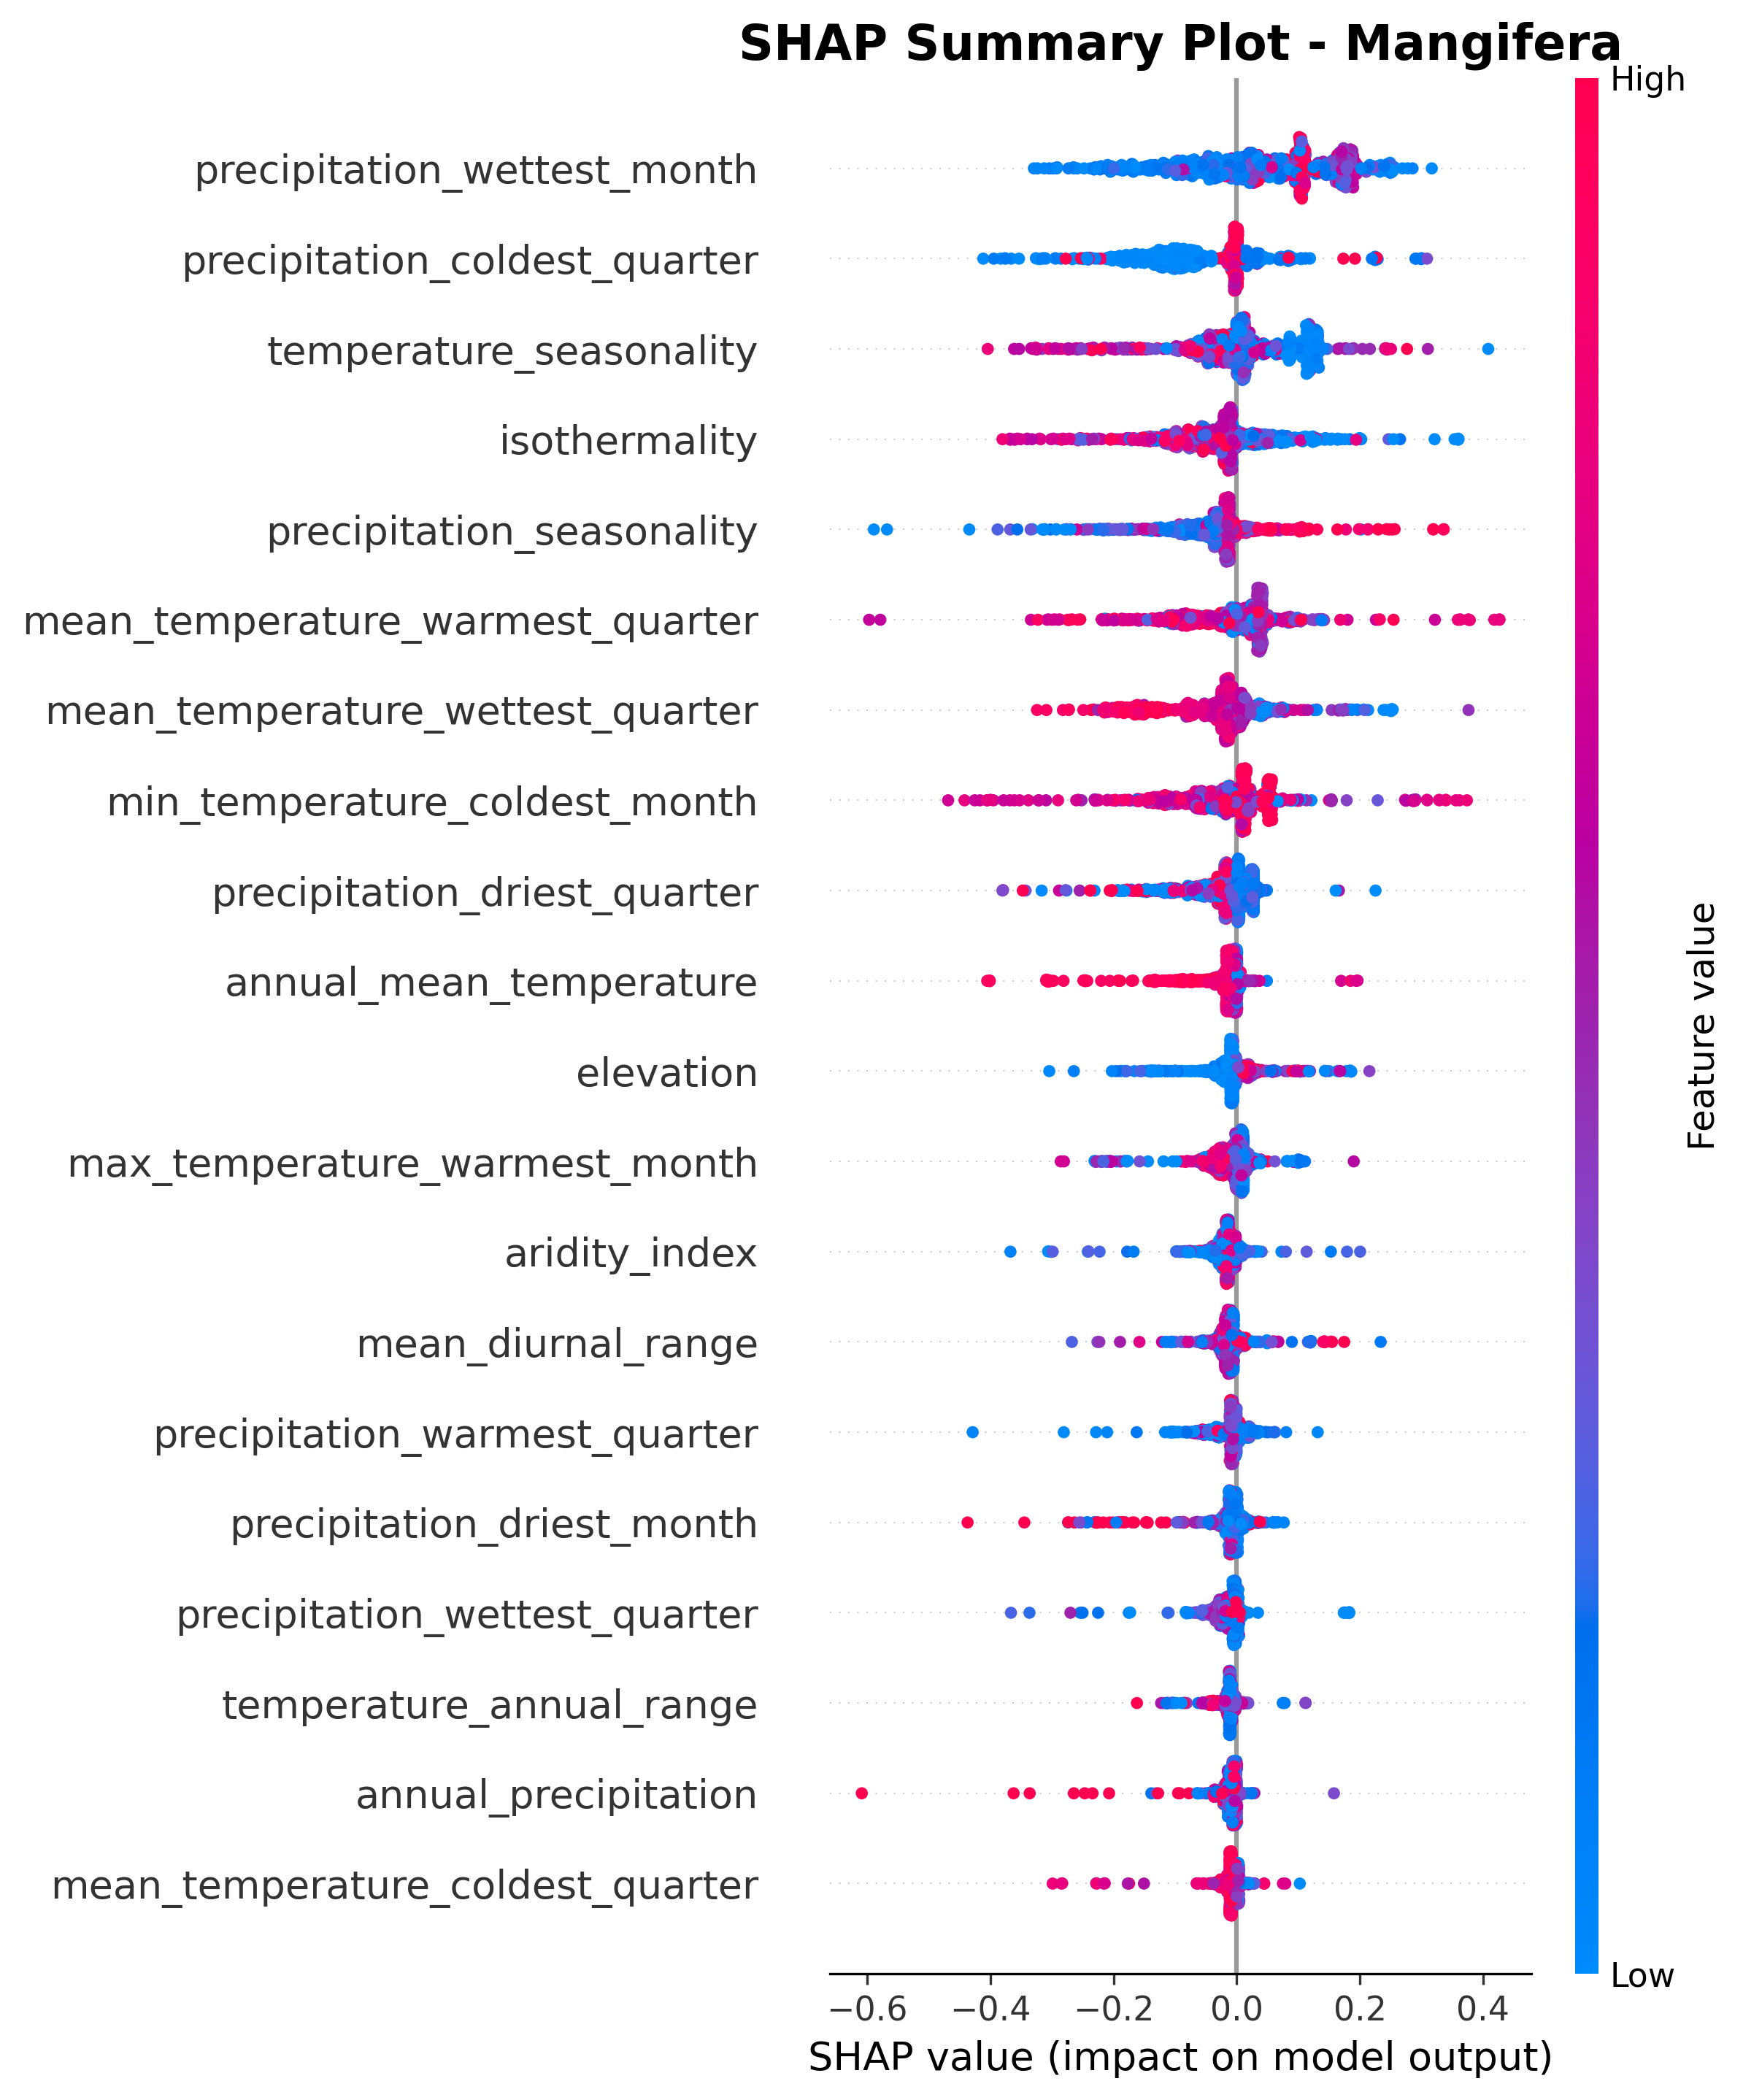 SHAP Summary Plot - Mangifera
High
precipitation_wettest_month
precipitation_coldest_quarter
temperature_seasonality
isothermality
precipitation_seasonality
mean_temperature_warmest_quarter
mean_temperature_wettest_quarter
min_temperature_coldest_month
precipitation_driest_quarter
annual_mean_temperature
elevation
max_temperature_warmest_month
aridity_index
mean_diurnal_range
precipitation_warmest_quarter
precipitation_driest_month
precipitation_wettest_quarter
temperature_annual_range
annual_precipitation
mean_temperature_coldest_quarter
Feature value
Low
−0.6 −0.4 −0.2 0.0 0.2 0.4
SHAP value (impact on model output)